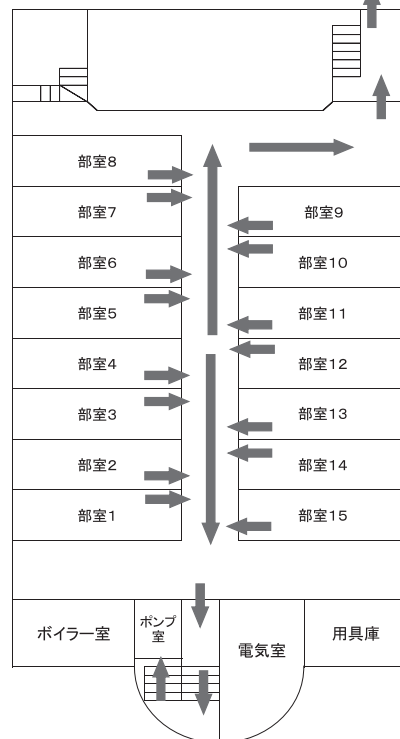 部室8
部室7
部室9
部室6
部室10
部室5
部室11
部室4
部室12
部室3
部室13
部室2
部室14
部室1
部室15
ボイラー室
ポンプ
室
電気室
用具庫